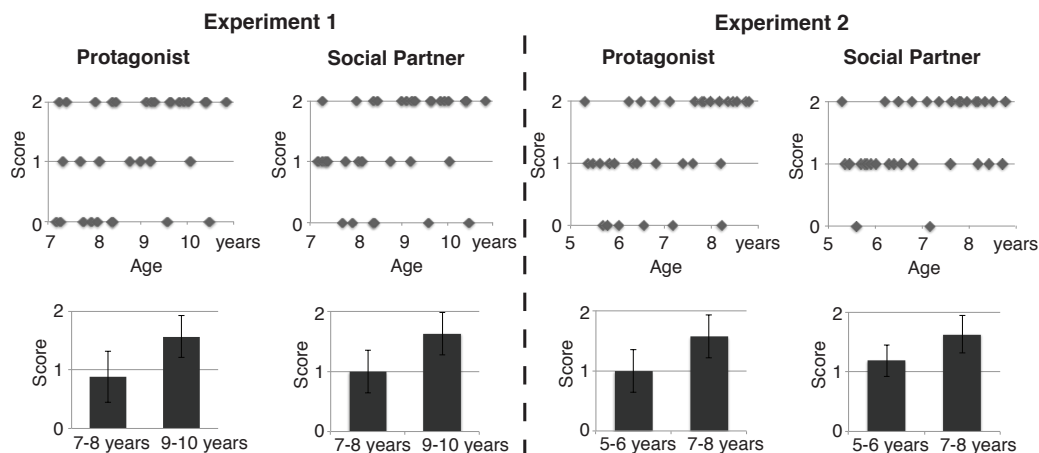 Experiment 1
Experiment 2
Protagonist
Social Partner
Protagonist
Social Partner
Score
2
1
0
7 8 9 10 years
Age
Score
2
1
0
7 8 9 10 years
Age
Score
2
1
0
5 6 7 8 years
Age
Score
2
1
0
5 6 7 8 years
Age
Score
2
1
0
7-8 years 9-10 years
Score
2
1
0
7-8 years 9-10 years
Score
2
1
0
5-6 years 7-8 years
Score
2
1
0
5-6 years 7-8 years